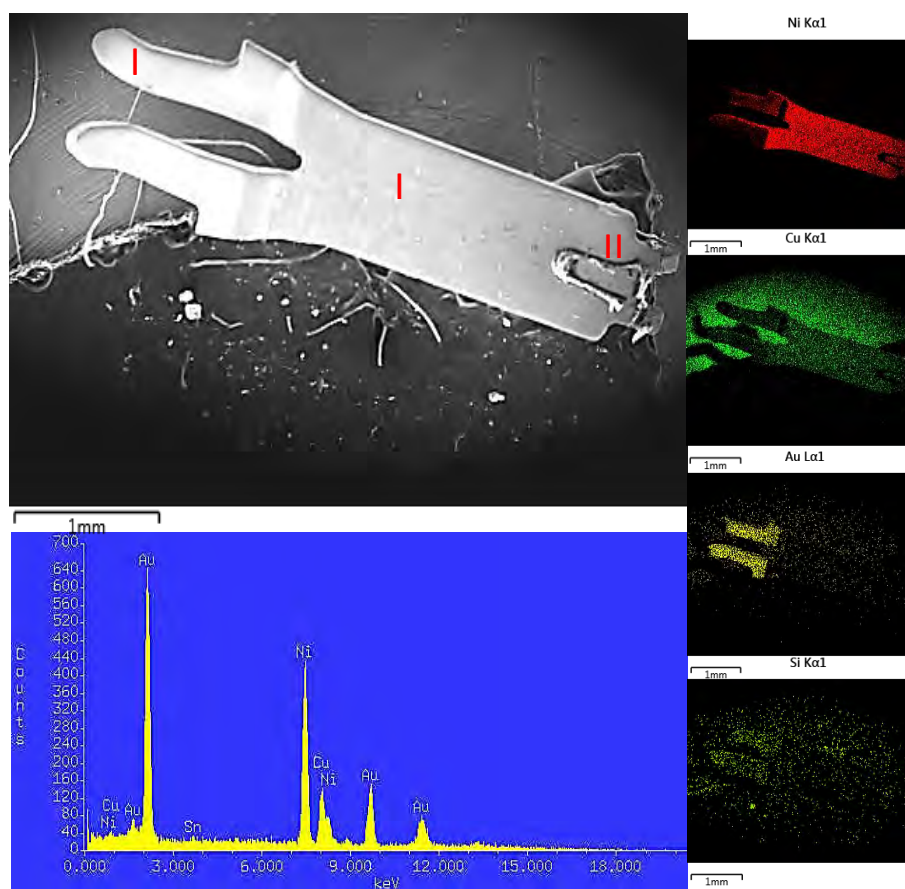 Ni Kα1
I
I
II
1mm
Cu Kα1
1mm
Au Lα1
1mm
Si Kα1
1mm
1mm
700
640
600
560
520
480
440
400
360
320
280
240
200
160
120
80
40
0
Counts
Au
Ni
Cu
Ni
Au
Au
Cu
Ni
Au
Sn
0.000 3.000 6.000 9.000 12.000 15.000 18.000
keV